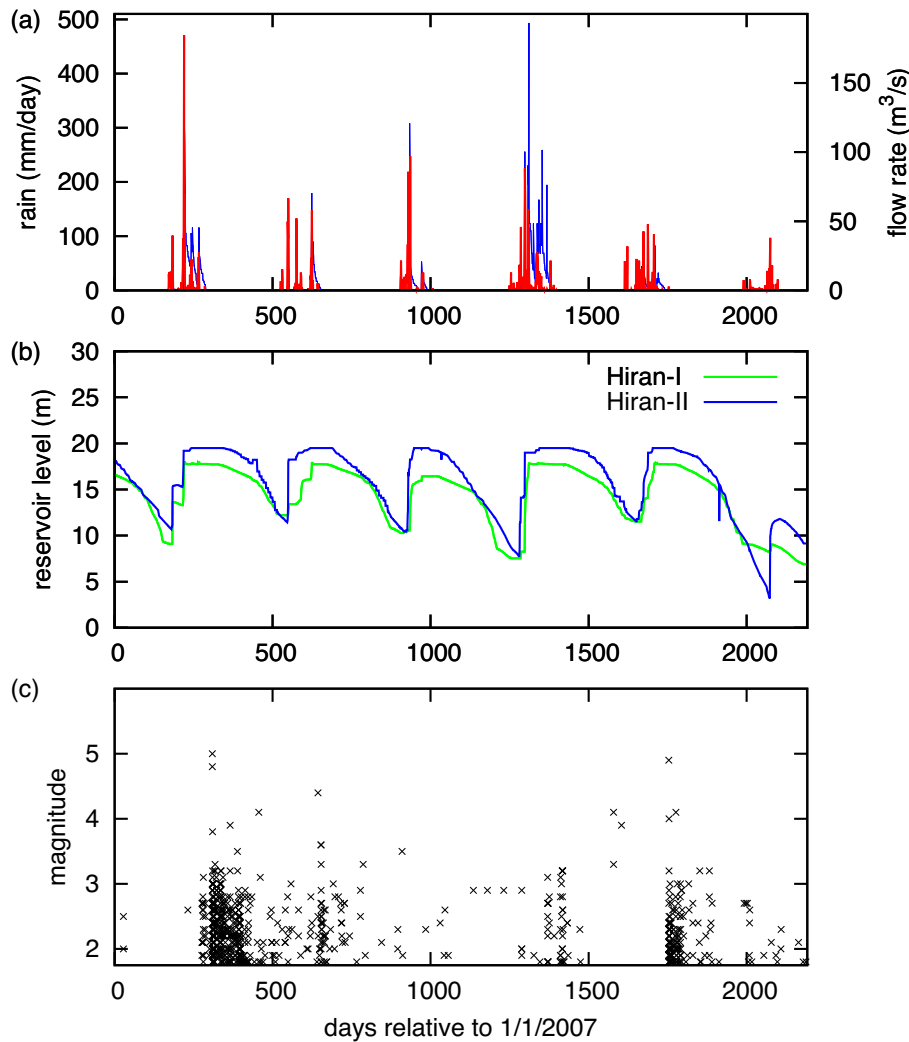 (a)
500
400
300
200
100
0
rain (mm/day)
150
100
50
0
flow rate (m³/s)
0 500 1000 1500 2000
(b)
30
25
20
15
10
5
0
reservoir level (m)
Hiran-I
Hiran-II
0 500 1000 1500 2000
(c)
5
4
3
2
magnitude
0 500 1000 1500 2000
days relative to 1/1/2007